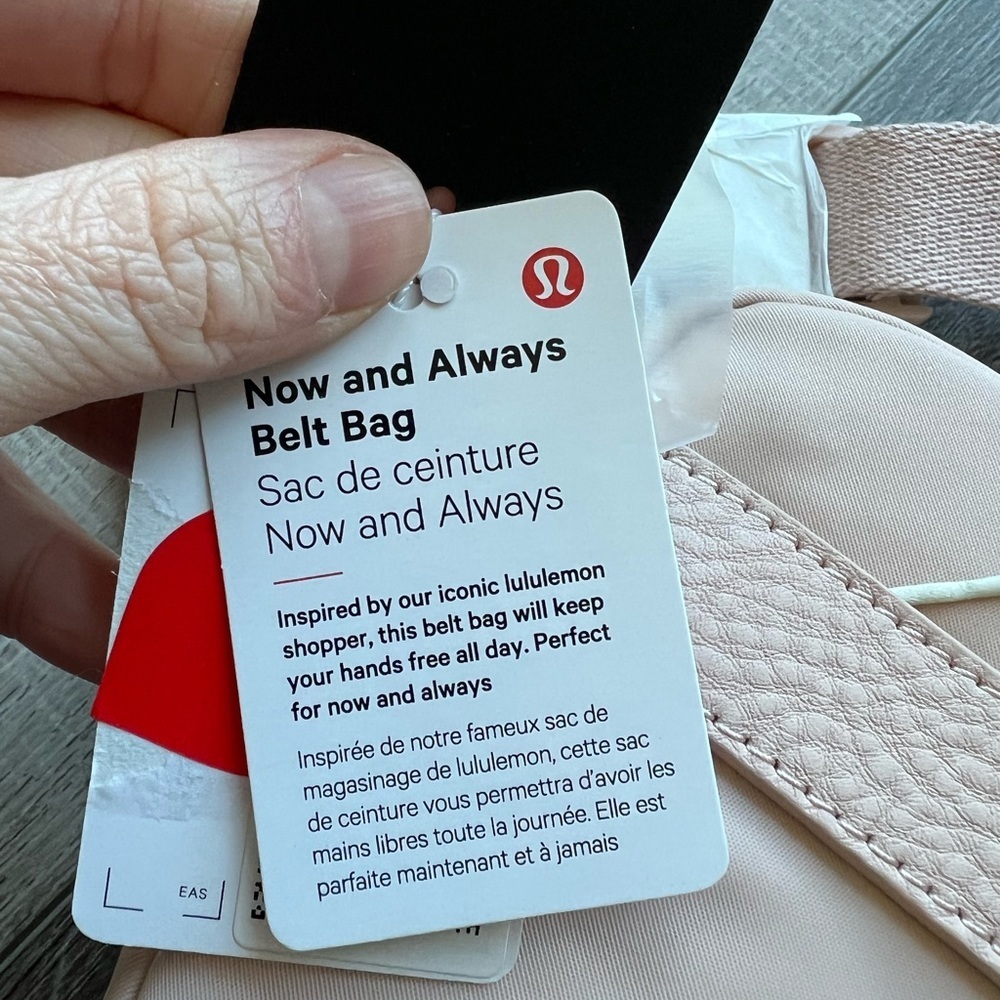 Now and Always
Belt Bag
Sac de ceinture
Now and Always
Inspired by our iconic lululemon
shopper, this belt bag will keep
your hands free all day. Perfect
for now and always
Inspirée de notre fameux sac de
magasinage de lululemon, cette sac
de ceinture vous permettra d'avoir les
mains libres toute la journée. Elle est
parfaite maintenant et à jamais
EAS